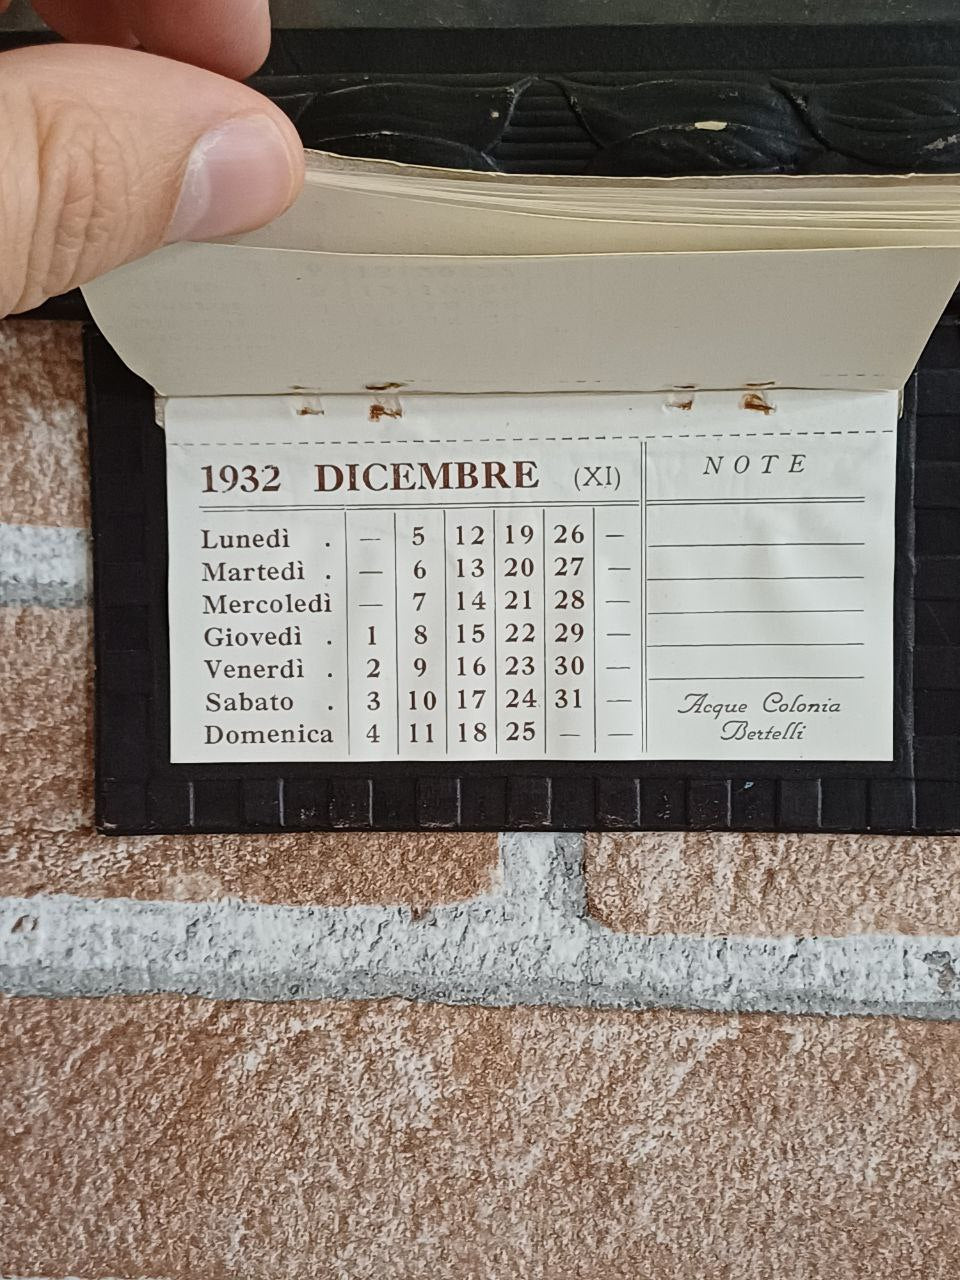 1932 DICEMBRE (XI)
Lunedì . — 5 12 19 26 —
Martedì . — 6 13 20 27 —
Mercoledì — 7 14 21 28 —
Giovedì . 1 8 15 22 29 —
Venerdì . 2 9 16 23 30 —
Sabato . 3 10 17 24 31 —
Domenica 4 11 18 25 — —
NOTE
Acque Colonia
Bertelli